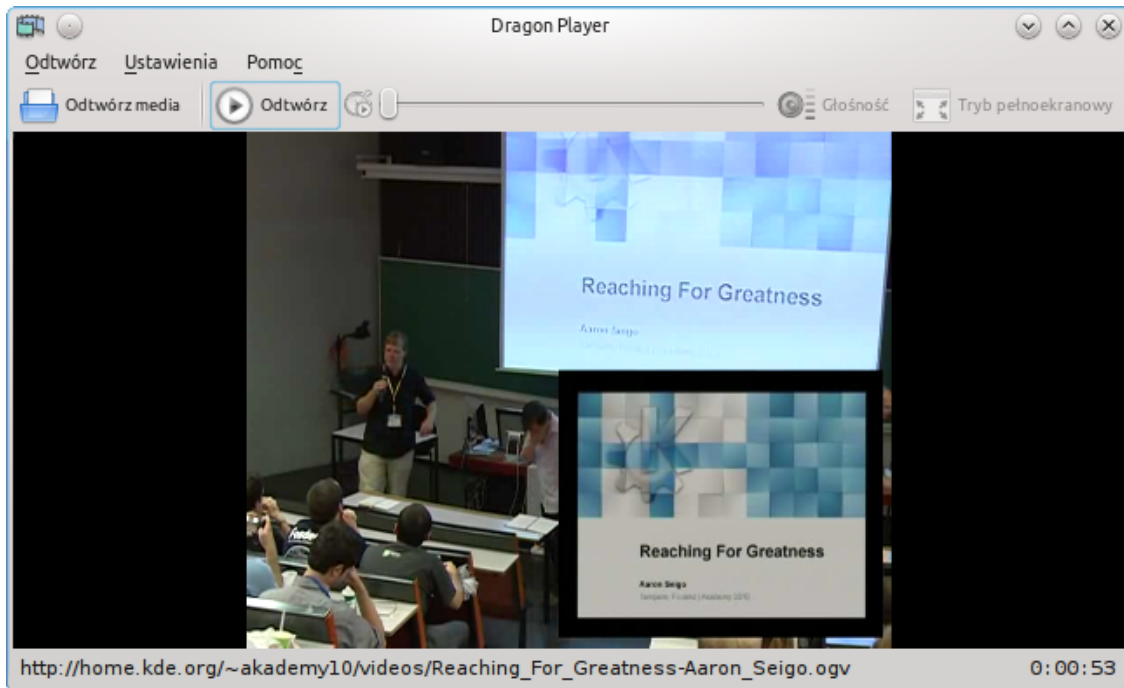 Dragon Player
Odtwórz Ustawienia Pomoc
Odtwórz media Odtwórz Głośność Tryb pełnoekranowy
Reaching For Greatness
Aaron Seigo
Reaching For Greatness
Aaron Seigo
http://home.kde.org/~akademy10/videos/Reaching_For_Greatness-Aaron_Seigo.ogv 0:00:53